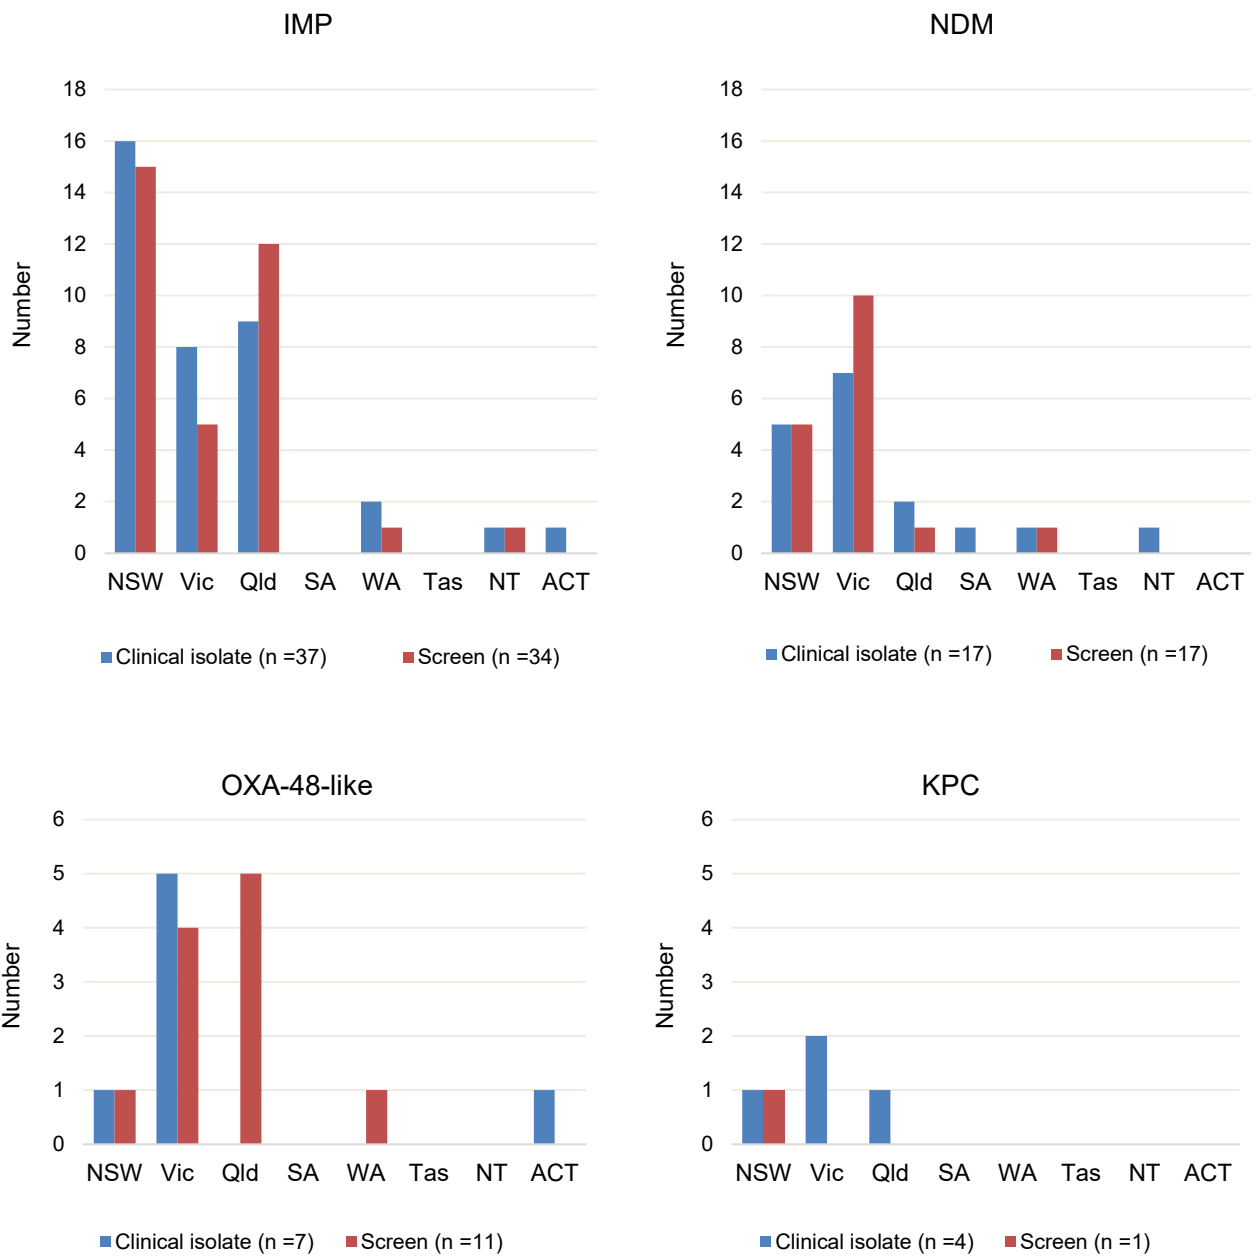 IMP
18
16
14
12
10
8
6
4
2
0
Number
NSW Vic Qld SA WA Tas NT ACT
Clinical isolate (n =37) Screen (n =34)
NDM
18
16
14
12
10
8
6
4
2
0
Number
NSW Vic Qld SA WA Tas NT ACT
Clinical isolate (n =17) Screen (n =17)
OXA-48-like
6
5
4
3
2
1
0
Number
NSW Vic Qld SA WA Tas NT ACT
Clinical isolate (n =7) Screen (n =11)
KPC
6
5
4
3
2
1
0
Number
NSW Vic Qld SA WA Tas NT ACT
Clinical isolate (n =4) Screen (n =1)